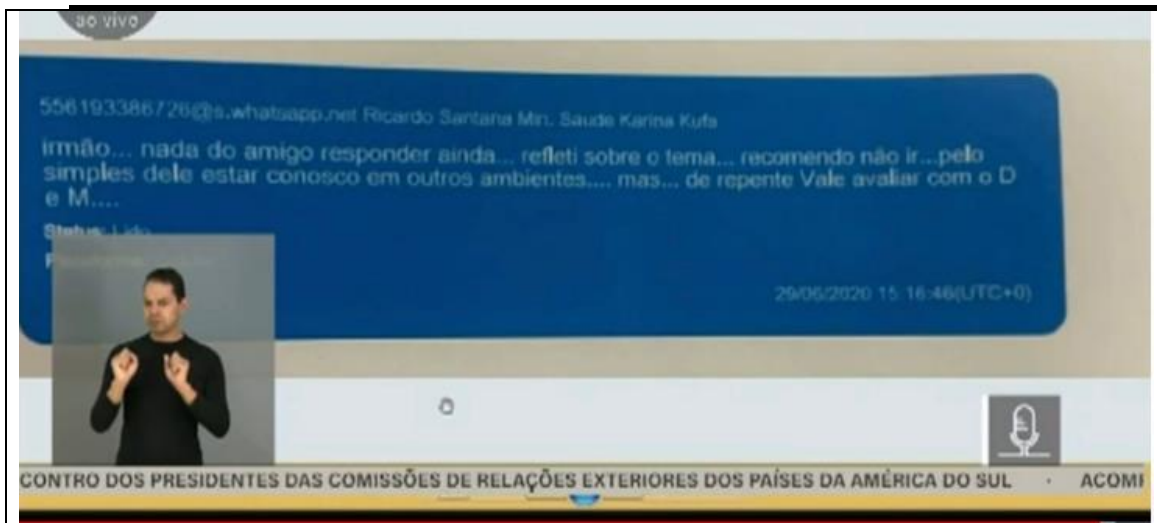 ao vivo
556193386726@s.whatsapp.net Ricardo Santana Min. Saude Karina Kufa
irmão... nada do amigo responder ainda... refleti sobre o tema... recomendo não ir...pelo
simples dele estar conosco em outros ambientes.... mas... de repente Vale avaliar com o D
e M....
Status: Lido
29/06/2020 15:16:46(UTC+0)
CONTRO DOS PRESIDENTES DAS COMISSÕES DE RELAÇÕES EXTERIORES DOS PAÍSES DA AMÉRICA DO SUL · ACOMI